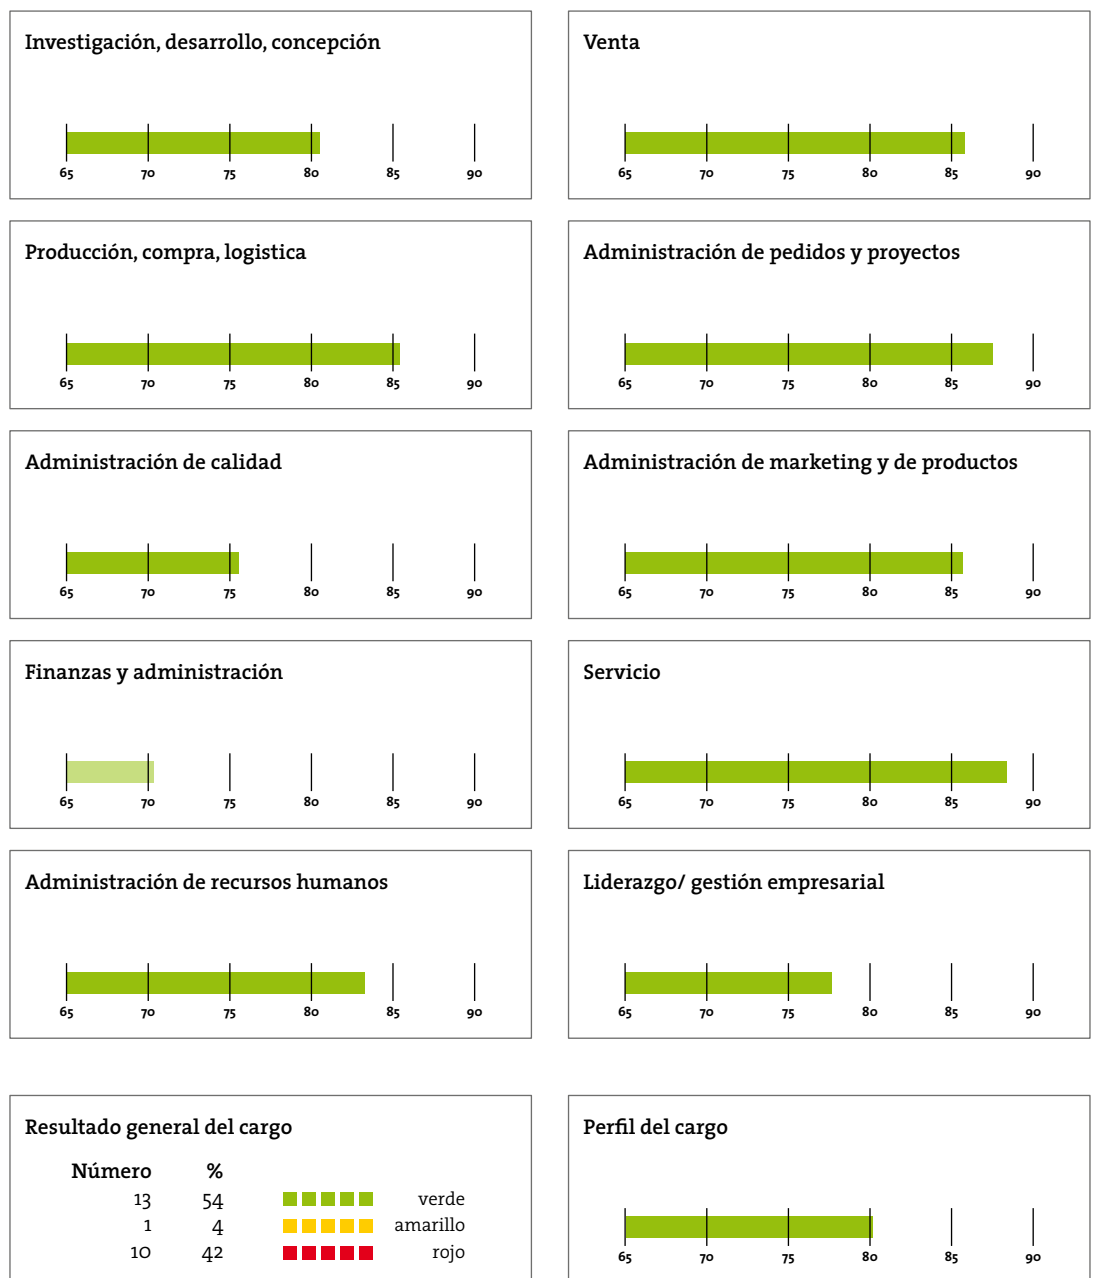 Investigación, desarrollo, concepción
65 70 75 80 85 90
Venta
65 70 75 80 85 90
Producción, compra, logistica
65 70 75 80 85 90
Administración de pedidos y proyectos
65 70 75 80 85 90
Administración de calidad
65 70 75 80 85 90
Administración de marketing y de productos
65 70 75 80 85 90
Finanzas y administración
65 70 75 80 85 90
Servicio
65 70 75 80 85 90
Administración de recursos humanos
65 70 75 80 85 90
Liderazgo/ gestión empresarial
65 70 75 80 85 90
Resultado general del cargo
Número %
13 54 verde
1 4 amarillo
10 42 rojo
Perfil del cargo
65 70 75 80 85 90